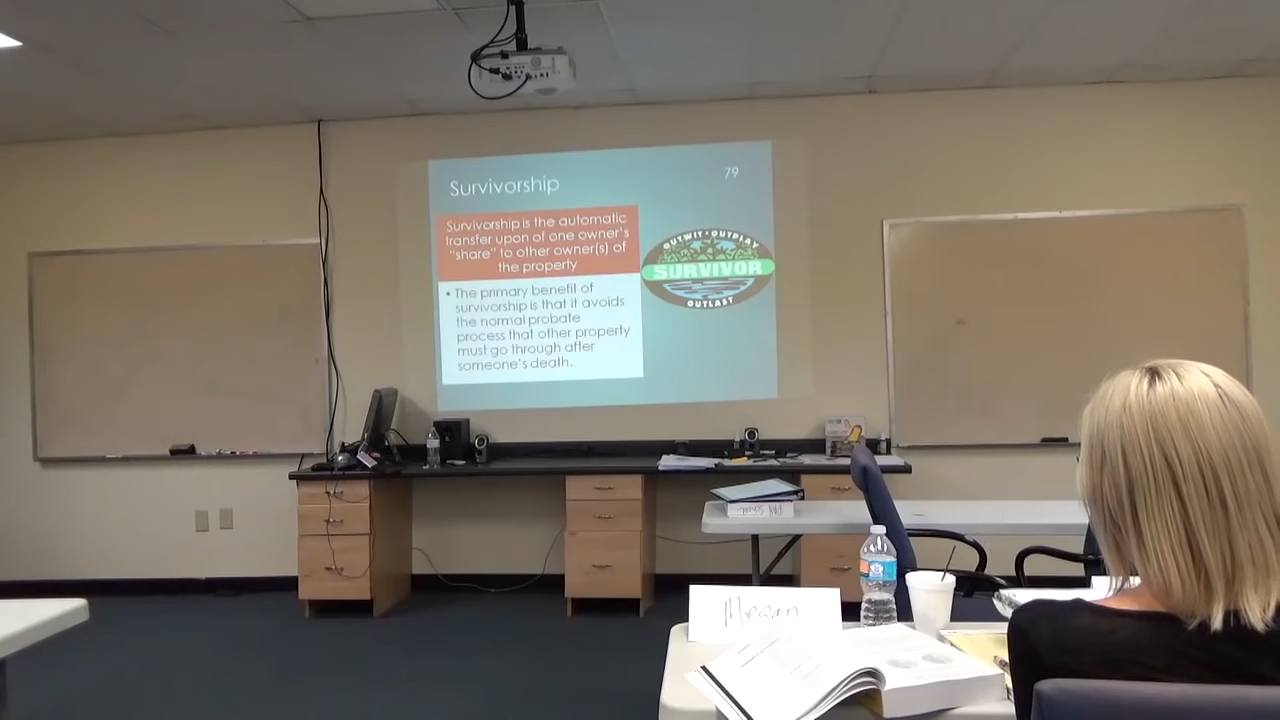 Survivorship
79
Survivorship is the automatic
transfer upon of one owner's
"share" to other owner(s) of
the property
• The primary benefit of
survivorship is that it avoids
the normal probate
process that other property
must go through after
someone's death.
OUTWIT • OUTPLAY
SURVIVOR
OUTLAST
Megan